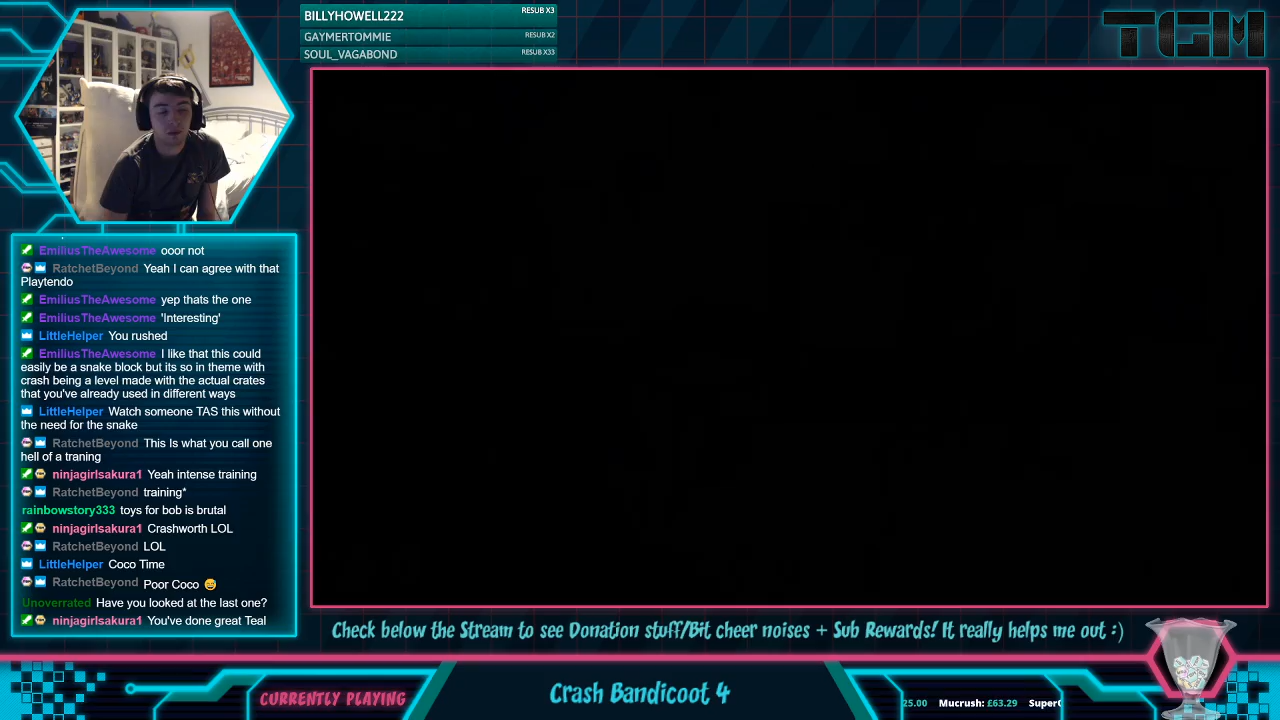 BILLYHOWELL222 RESUB X3
GAYMERTOMMIE RESUB X2
SOUL_VAGABOND RESUB X33
TGM
EmiliusTheAwesome ooor not
RatchetBeyond Yeah I can agree with that
Playtendo
EmiliusTheAwesome yep thats the one
EmiliusTheAwesome 'Interesting'
LittleHelper You rushed
EmiliusTheAwesome I like that this could
easily be a snake block but its so in theme with
crash being a level made with the actual crates
that you've already used in different ways
LittleHelper Watch someone TAS this without
the need for the snake
RatchetBeyond This Is what you call one
hell of a traning
ninjagirlsakura1 Yeah intense training
RatchetBeyond training*
rainbowstory333 toys for bob is brutal
ninjagirlsakura1 Crashworth LOL
RatchetBeyond LOL
LittleHelper Coco Time
RatchetBeyond Poor Coco 😅
Unoverrated Have you looked at the last one?
ninjagirlsakura1 You've done great Teal
Check below the Stream to see Donation stuff/Bit cheer noises + Sub Rewards! It really helps me out :)
CURRENTLY PLAYING
Crash Bandicoot 4
25.00 Mucrush: £63.29 Super